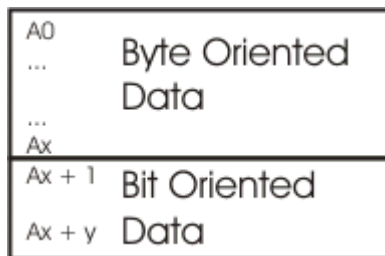 A0
...
Byte Oriented
Data
...
Ax
Ax + 1
Bit Oriented
Ax + y
Data